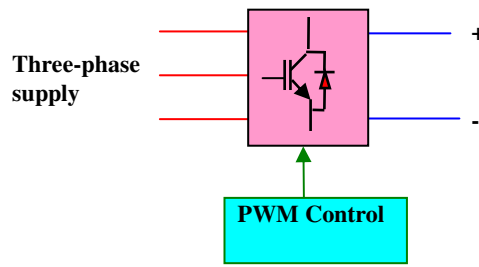 +
Three-phase
supply
-
PWM Control